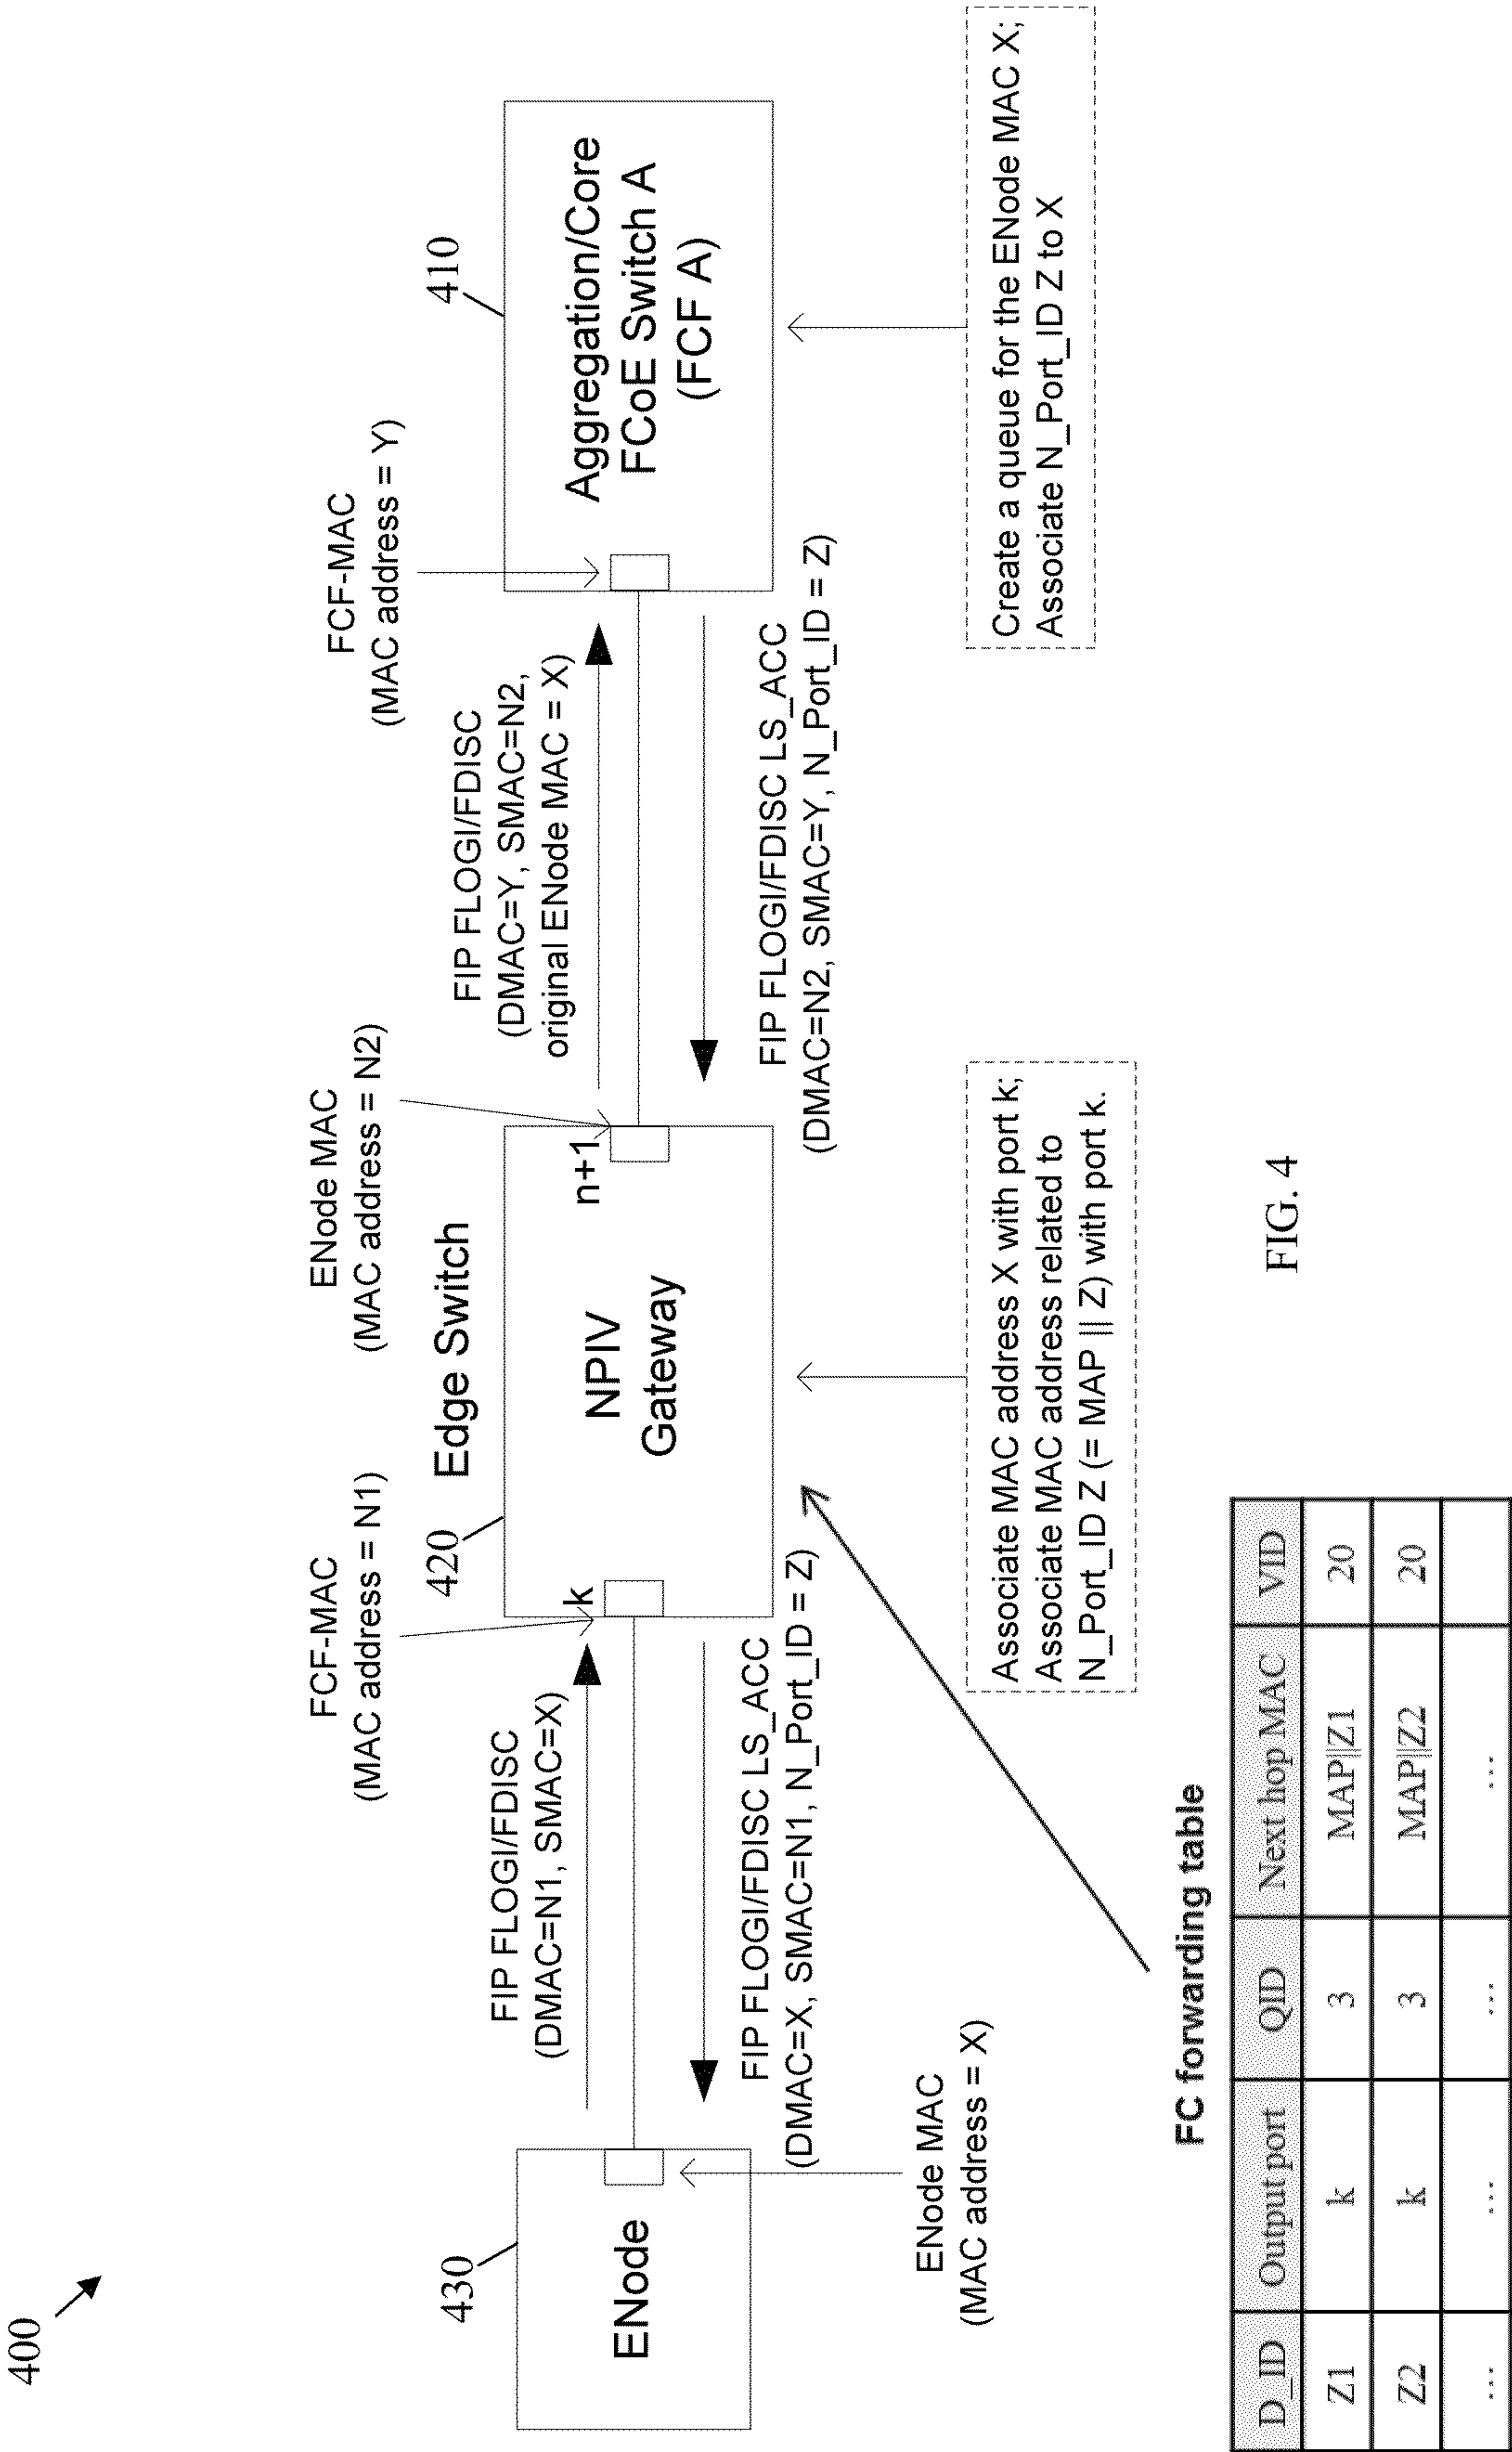 400
430
ENode
ENode MAC
(MAC address = X)
FIP FLOGI/FDISC
(DMAC=N1, SMAC=X)
FIP FLOGI/FDISC LS_ACC
(DMAC=X, SMAC=N1, N_Port_ID = Z)
FCF-MAC
(MAC address = N1)
420
Edge Switch
k
NPIV
Gateway
n+1
ENode MAC
(MAC address = N2)
Associate MAC address X with port k;
Associate MAC address related to
N_Port_ID Z (= MAP || Z) with port k.
FIP FLOGI/FDISC
(DMAC=Y, SMAC=N2,
original ENode MAC = X)
FIP FLOGI/FDISC LS_ACC
(DMAC=N2, SMAC=Y, N_Port_ID = Z)
FCF-MAC
(MAC address = Y)
410
Aggregation/Core
FCoE Switch A
(FCF A)
Create a queue for the ENode MAC X;
Associate N_Port_ID Z to X
FC forwarding table
D_ID Output port QID Next hop MAC VID
Z1 k 3 MAP||Z1 20
Z2 k 3 MAP||Z2 20
... ... ... ...
FIG. 4